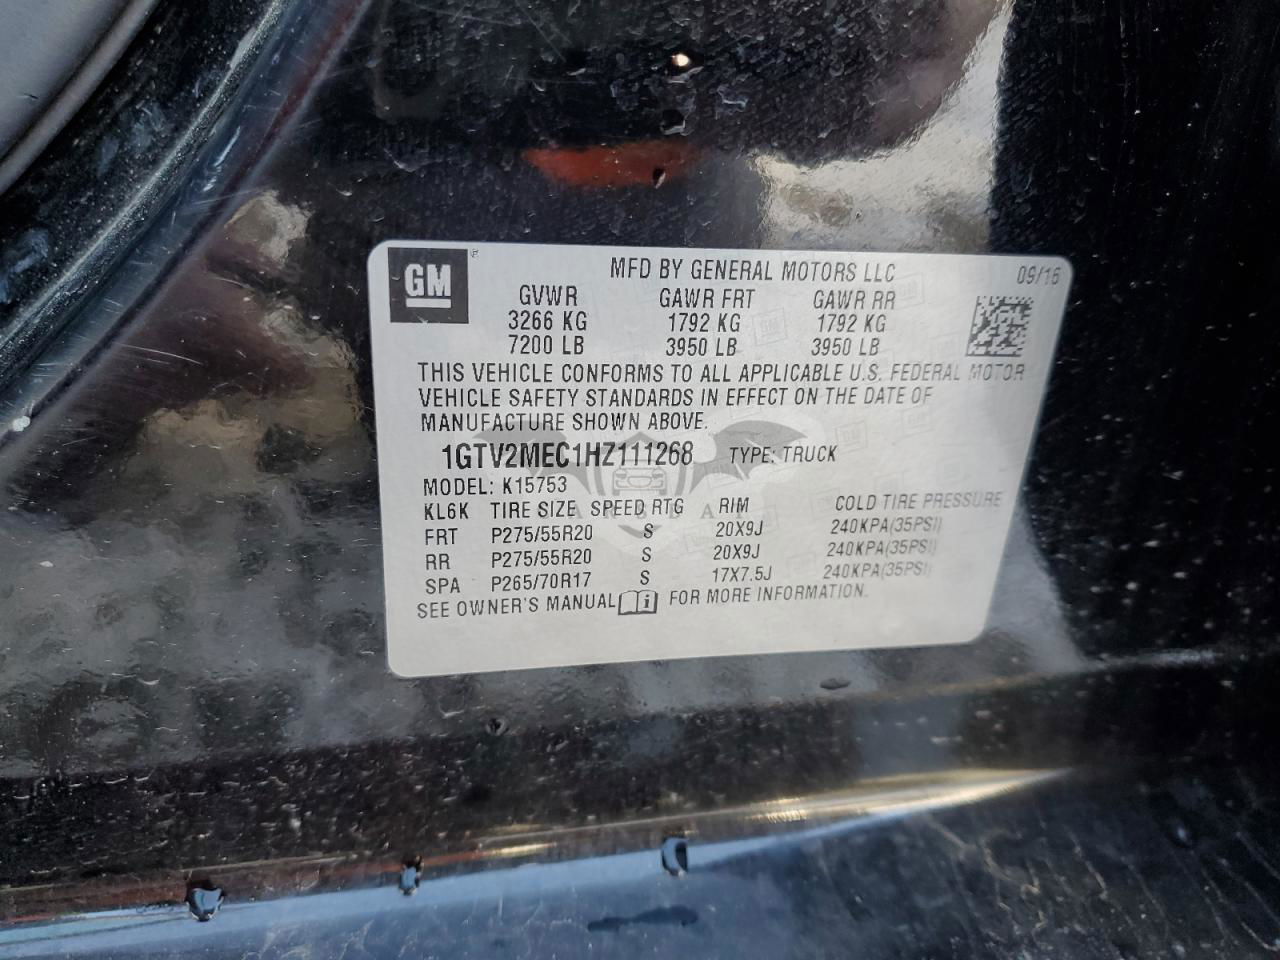 GM
MFD BY GENERAL MOTORS LLC 09/16
GVWR GAWR FRT GAWR RR
3266 KG 1792 KG 1792 KG
7200 LB 3950 LB 3950 LB
THIS VEHICLE CONFORMS TO ALL APPLICABLE U.S. FEDERAL MOTOR
VEHICLE SAFETY STANDARDS IN EFFECT ON THE DATE OF
MANUFACTURE SHOWN ABOVE.
1GTV2MEC1HZ111268 TYPE: TRUCK
MODEL: K15753
KL6K TIRE SIZE SPEED RTG RIM COLD TIRE PRESSURE
FRT P275/55R20 S 20X9J 240KPA(35PSI)
RR P275/55R20 S 20X9J 240KPA(35PSI)
SPA P265/70R17 S 17X7.5J 240KPA(35PSI)
SEE OWNER'S MANUAL i FOR MORE INFORMATION.